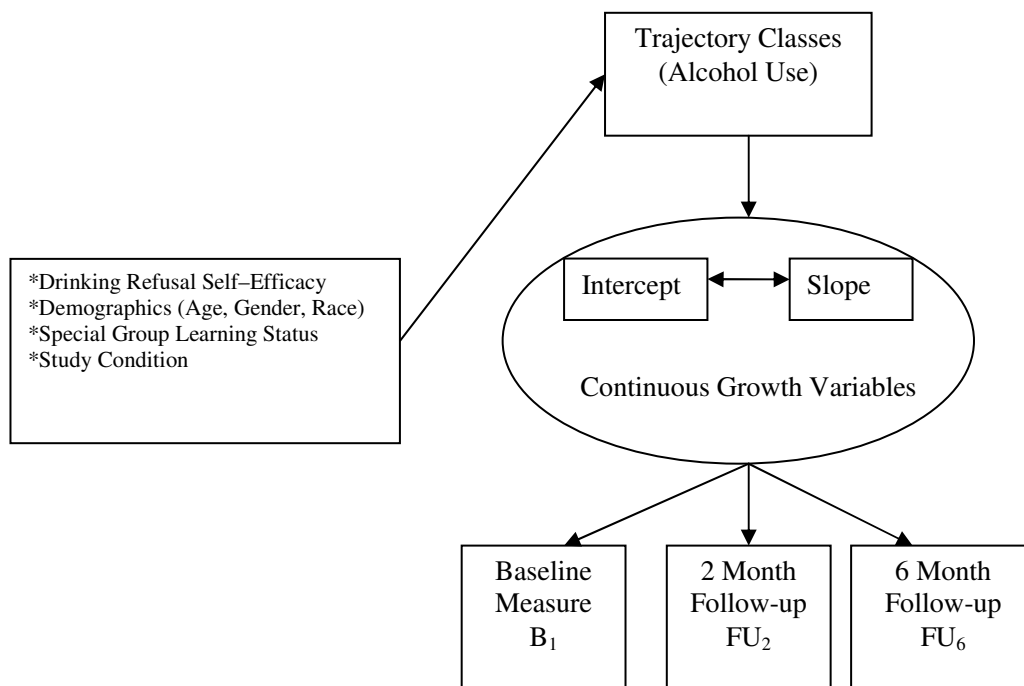 Trajectory Classes
(Alcohol Use)
*Drinking Refusal Self–Efficacy
*Demographics (Age, Gender, Race)
*Special Group Learning Status
*Study Condition
Intercept
Slope
Continuous Growth Variables
Baseline
Measure
B₁
2 Month
Follow-up
FU₂
6 Month
Follow-up
FU₆